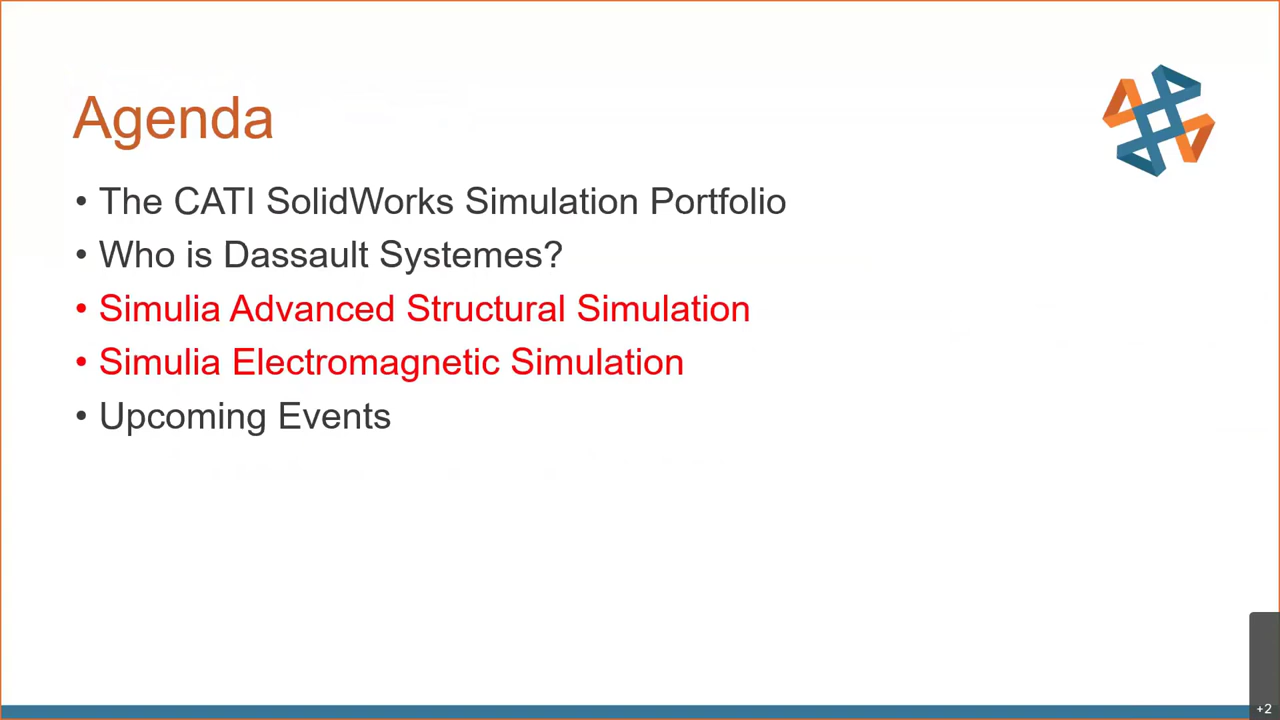 Agenda
• The CATI SolidWorks Simulation Portfolio
• Who is Dassault Systemes?
• Simulia Advanced Structural Simulation
• Simulia Electromagnetic Simulation
• Upcoming Events
+2